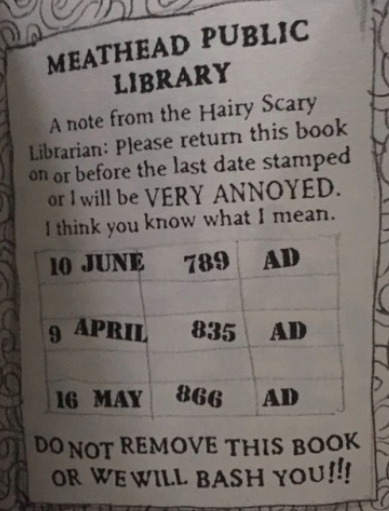 MEATHEAD PUBLIC
LIBRARY
A note from the Hairy Scary
Librarian: Please return this book
on or before the last date stamped
or I will be VERY ANNOYED.
I think you know what I mean.
10 JUNE 789 AD
9 APRIL 835 AD
16 MAY 866 AD
DO NOT REMOVE THIS BOOK
OR WE WILL BASH YOU!!!